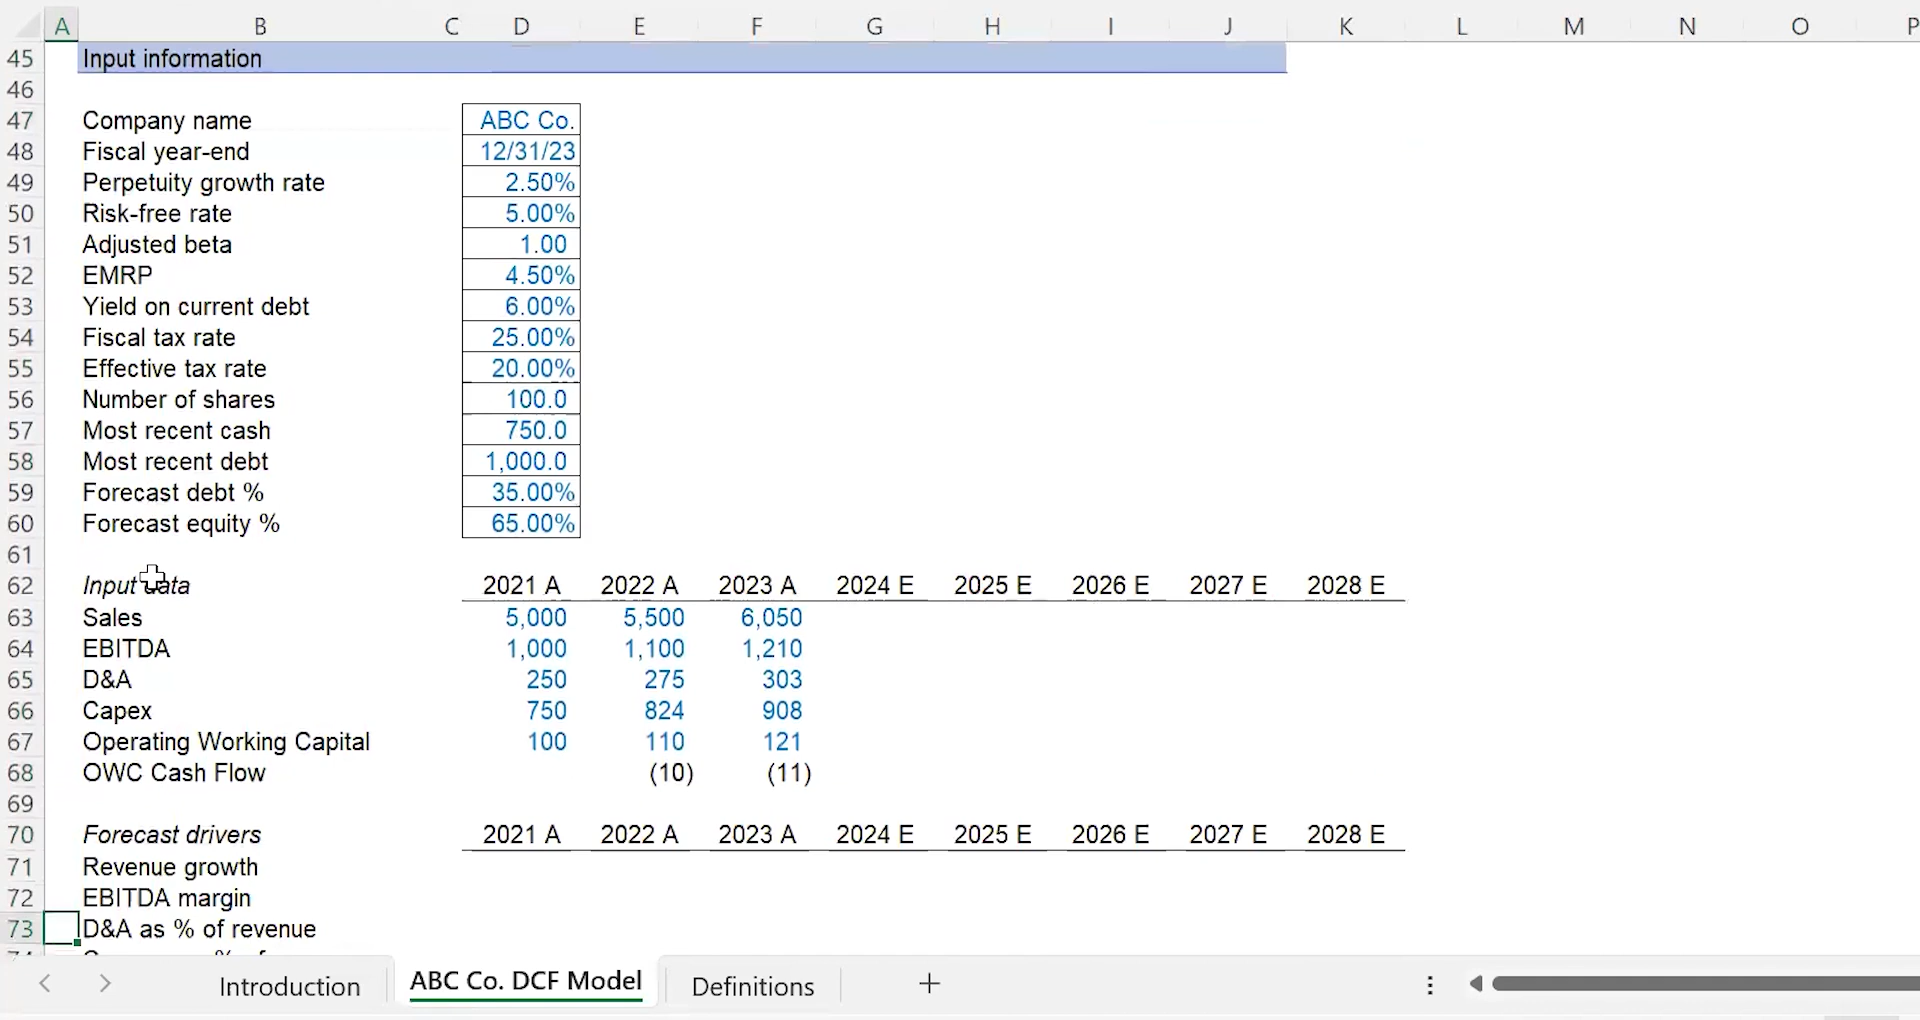 A B C D E F G H I J K L M N O P
45 Input information
46
47 Company name ABC Co.
48 Fiscal year-end 12/31/23
49 Perpetuity growth rate 2.50%
50 Risk-free rate 5.00%
51 Adjusted beta 1.00
52 EMRP 4.50%
53 Yield on current debt 6.00%
54 Fiscal tax rate 25.00%
55 Effective tax rate 20.00%
56 Number of shares 100.0
57 Most recent cash 750.0
58 Most recent debt 1,000.0
59 Forecast debt % 35.00%
60 Forecast equity % 65.00%
61
62 Input data 2021 A 2022 A 2023 A 2024 E 2025 E 2026 E 2027 E 2028 E
63 Sales 5,000 5,500 6,050
64 EBITDA 1,000 1,100 1,210
65 D&A 250 275 303
66 Capex 750 824 908
67 Operating Working Capital 100 110 121
68 OWC Cash Flow (10) (11)
69
70 Forecast drivers 2021 A 2022 A 2023 A 2024 E 2025 E 2026 E 2027 E 2028 E
71 Revenue growth
72 EBITDA margin
73 D&A as % of revenue
Introduction ABC Co. DCF Model Definitions +